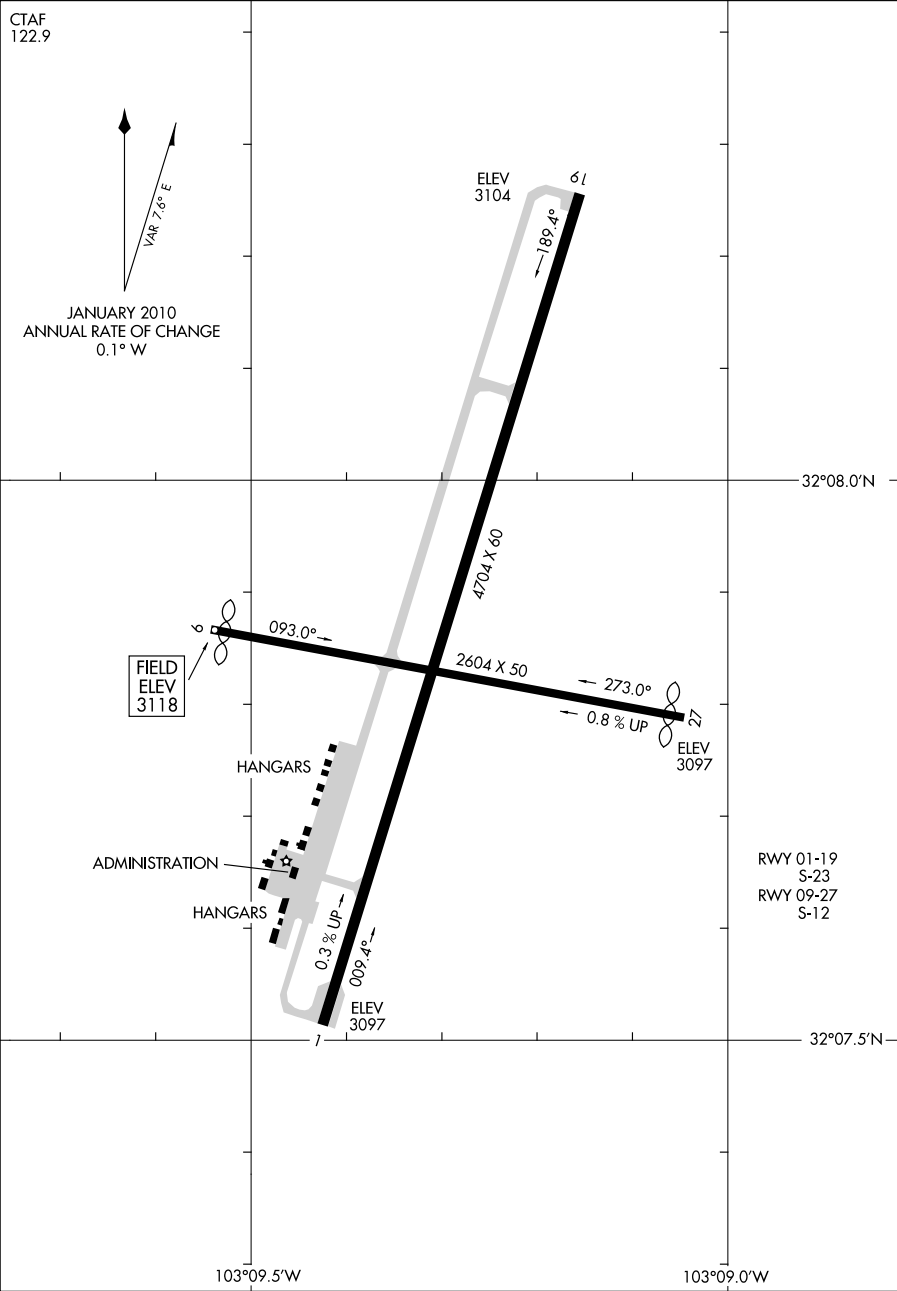 CTAF
122.9
VAR 7.6° E
JANUARY 2010
ANNUAL RATE OF CHANGE
0.1° W
ELEV
3104
19
189.4°
32°08.0'N
4704 X 60
9
093.0°
FIELD
ELEV
3118
2604 X 50
273.0°
0.8 % UP
27
ELEV
3097
HANGARS
ADMINISTRATION
HANGARS
RWY 01-19
S-23
RWY 09-27
S-12
0.3 % UP
009.4°
ELEV
3097
1
32°07.5'N
103°09.5'W
103°09.0'W